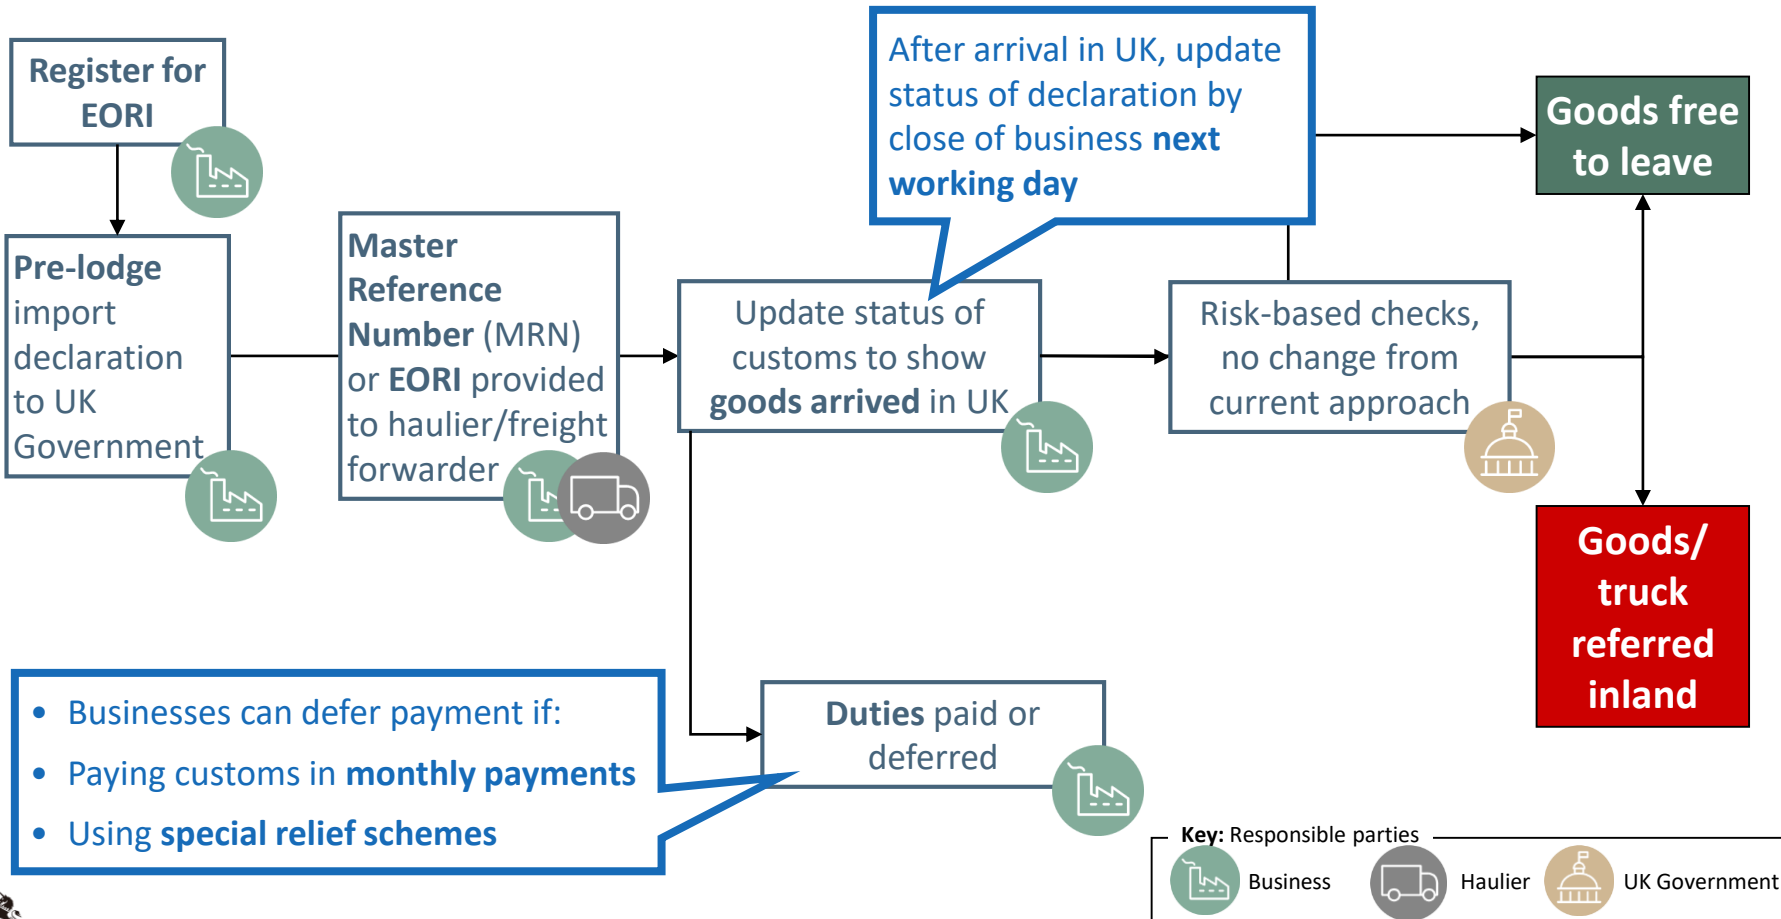 Register for
EORI
Pre-lodge
import
declaration
to UK
Government
Master
Reference
Number (MRN)
or EORI provided
to haulier/freight
forwarder
After arrival in UK, update
status of declaration by
close of business next
working day
Update status of
customs to show
goods arrived in UK
Risk-based checks,
no change from
current approach
Goods free
to leave
Goods/
truck
referred
inland
• Businesses can defer payment if:
• Paying customs in monthly payments
• Using special relief schemes
Duties paid or
deferred
Key: Responsible parties
Business
Haulier
UK Government